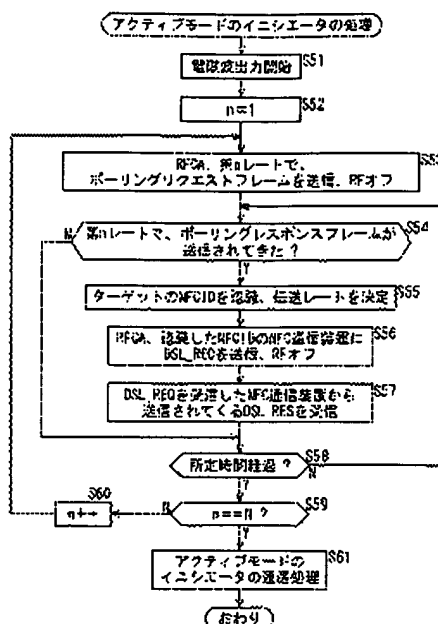 アクティブモードのイニシエータの処理
電磁波出力開始
S51
n=1
S52
RFCA、第nレートで、
ポーリングリクエストフレームを送信、RFオフ
S53
第nレートで、ポーリングレスポンスフレームが
送信されてきた?
S54
N
Y
ターゲットのNFCIDを認識、伝送レートを決定
S55
RFCA、認識したNFCIDのNFC通信装置に
DSL_REQを送信、RFオフ
S56
DSL_REQを受信したNFC通信装置から
送信されてくるDSL_RESを受信
S57
所定時間経過?
S58
N
Y
n==N?
S59
N
n++
S60
Y
アクティブモードの
イニシエータの通信処理
S61
おわり